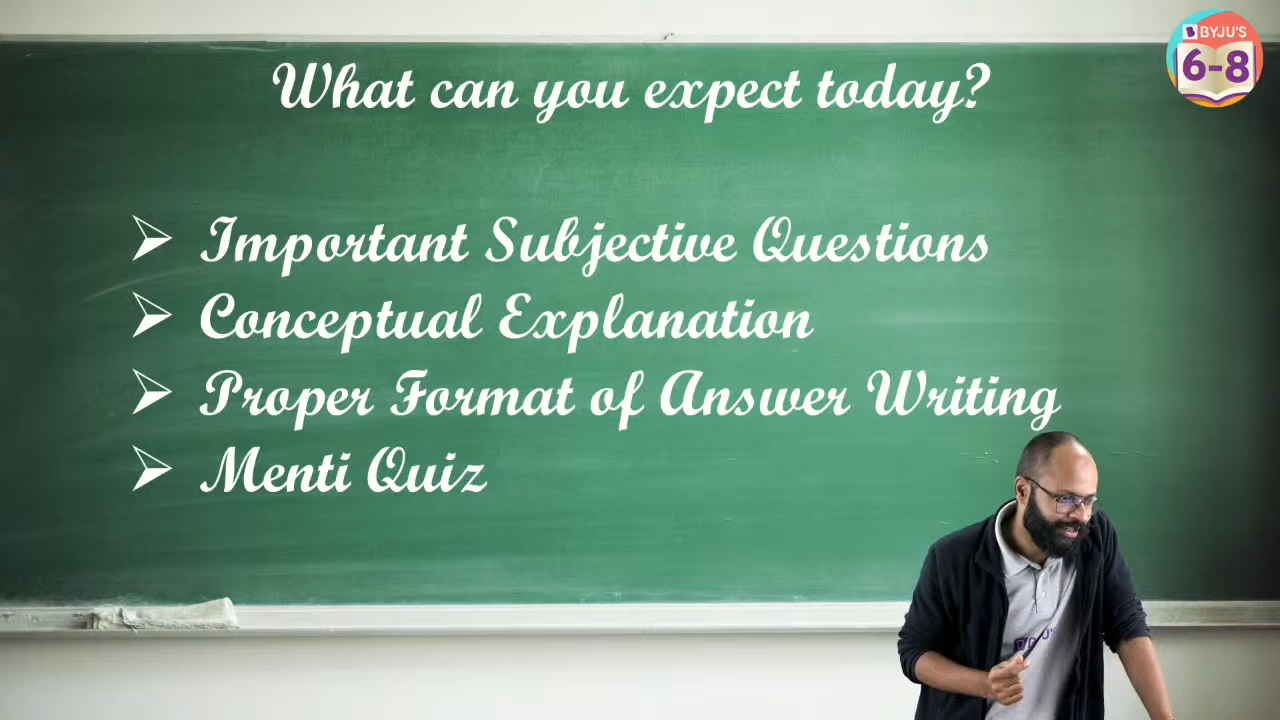 BYJU'S
6-8
What can you expect today?
Important Subjective Questions
Conceptual Explanation
Proper Format of Answer Writing
Menti Quiz